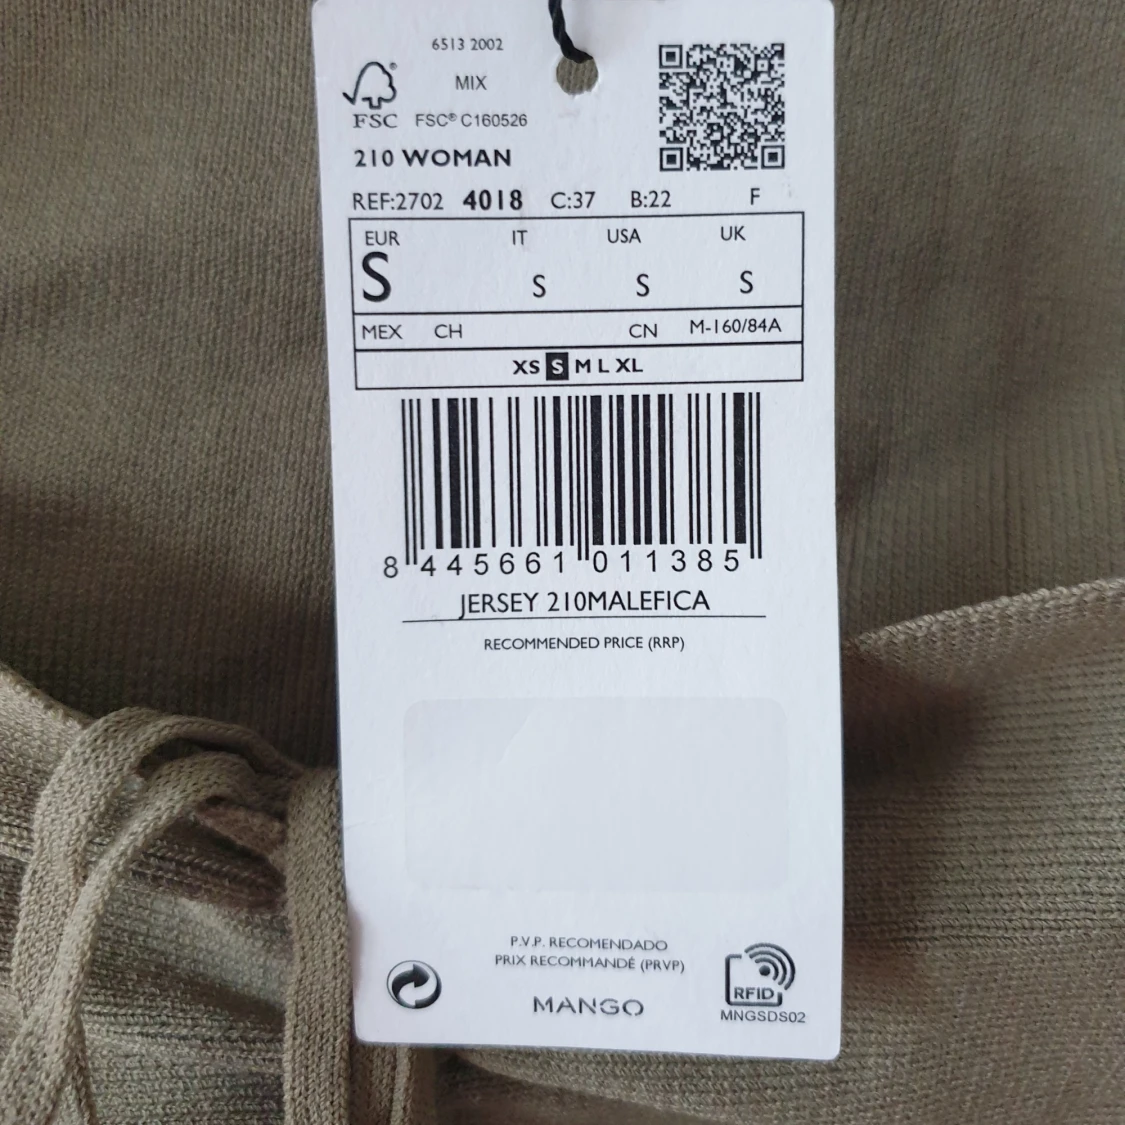 6513 2002
MIX
FSC FSC® C160526
210 WOMAN
REF:2702 4018 C:37 B:22 F
EUR IT USA UK
S S S S
MEX CH CN M-160/84A
XS S M L XL
8 445661 011385
JERSEY 210MALEFICA
RECOMMENDED PRICE (RRP)
P.V.P. RECOMENDADO
PRIX RECOMMANDÉ (PRVP)
MANGO
RFID
MNGSDS02